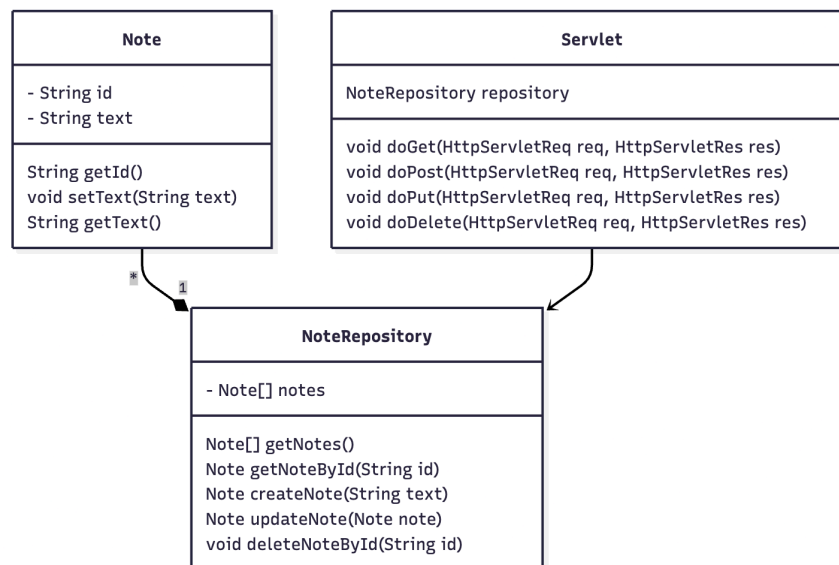 Note
- String id
- String text
String getId()
void setText(String text)
String getText()
Servlet
NoteRepository repository
void doGet(HttpServletReq req, HttpServletRes res)
void doPost(HttpServletReq req, HttpServletRes res)
void doPut(HttpServletReq req, HttpServletRes res)
void doDelete(HttpServletReq req, HttpServletRes res)
*
1
NoteRepository
- Note[] notes
Note[] getNotes()
Note getNoteById(String id)
Note createNote(String text)
Note updateNote(Note note)
void deleteNoteById(String id)